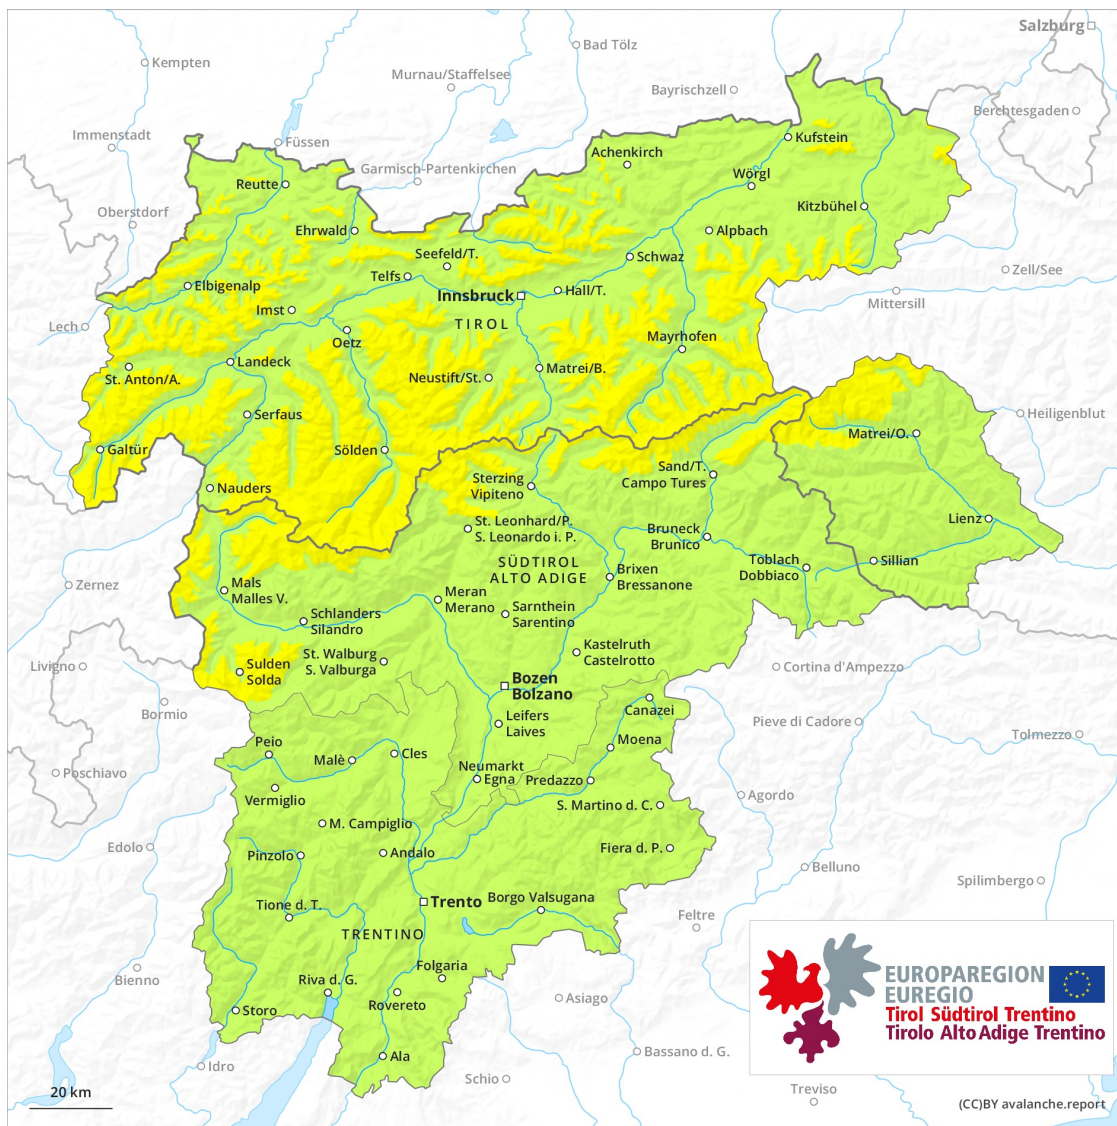 Salzburg
Bad Tölz
Kempten
Murnau/Staffelsee
Bayrischzell
Berchtesgaden
Immenstadt
Füssen
Kufstein
Achenkirch
Garmisch-Partenkirchen
Wörgl
Reutte
Oberstdorf
Kitzbühel
Ehrwald
Alpbach
Seefeld/T.
Schwaz
Telfs
Zell/See
Elbigenalp
Hall/T.
Innsbruck
Mittersill
Imst
TIROL
Lech
Oetz
Mayrhofen
Landeck
Matrei/B.
St. Anton/A.
Neustift/St.
Serfaus
Heiligenblut
Matrei/O.
Galtür
Sölden
Sand/T.
Campo Tures
Sterzing
Vipiteno
Nauders
Lienz
St. Leonhard/P.
S. Leonardo i. P.
Bruneck
Brunico
SÜDTIROL
ALTO ADIGE
Toblach
Dobbiaco
Sillian
Brixen
Bressanone
Zernez
Mals
Malles V.
Meran
Merano
Sarnthein
Sarentino
Schlanders
Silandro
Kastelruth
Castelrotto
St. Walburg
S. Valburga
Livigno
Sulden
Solda
Cortina d'Ampezzo
Bozen
Bolzano
Canazei
Bormio
Leifers
Laives
Pieve di Cadore
Tolmezzo
Moena
Peio
Cles
Malè
Poschiavo
Neumarkt
Egna
Predazzo
Vermiglio
Agordo
S. Martino d. C.
M. Campiglio
Edolo
Fiera d. P.
Pinzolo
Andalo
Belluno
Spilimbergo
Trento
Borgo Valsugana
Tione d. T.
Feltre
TRENTINO
Folgaria
Bienno
Riva d. G.
Rovereto
Asiago
Storo
EUROPAREGION
EUREGIO
Tirol Südtirol Trentino
Tirolo Alto Adige Trentino
Ala
Bassano d. G.
Idro
Schio
Treviso
20 km
(CC)BY avalanche.report